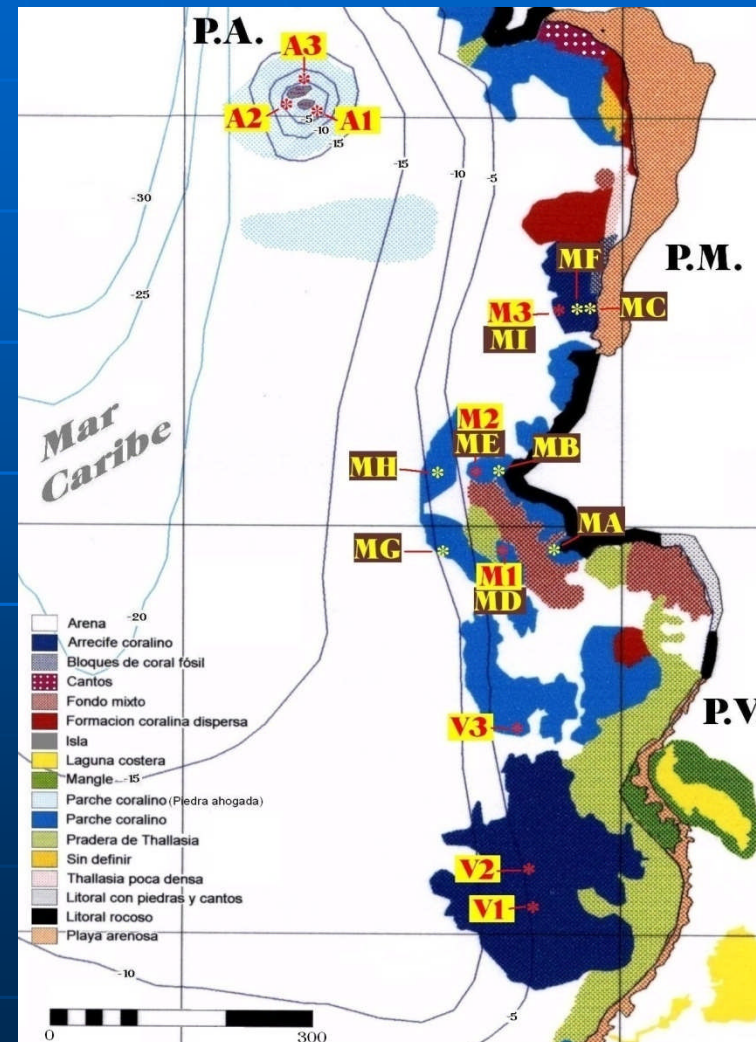 P.A.
A3
A2
A1
-5
-10
-15
-15
-10
-5
-30
-25
P.M.
MF
M3
MC
MI
Mar
Caribe
M2
ME
MB
MH
MA
MG
M1
MD
-20
P.V
V3
V2
V1
Arena
Arrecife coralino
Bloques de coral fósil
Cantos
Fondo mixto
Formacion coralina dispersa
Isla
Laguna costera
Mangle
-15
Parche coralino (Piedra ahogada)
Parche coralino
Pradera de Thallasia
Sin definir
Thallasia poca densa
Litoral con piedras y cantos
Litoral rocoso
Playa arenosa
-10
-5
0
300